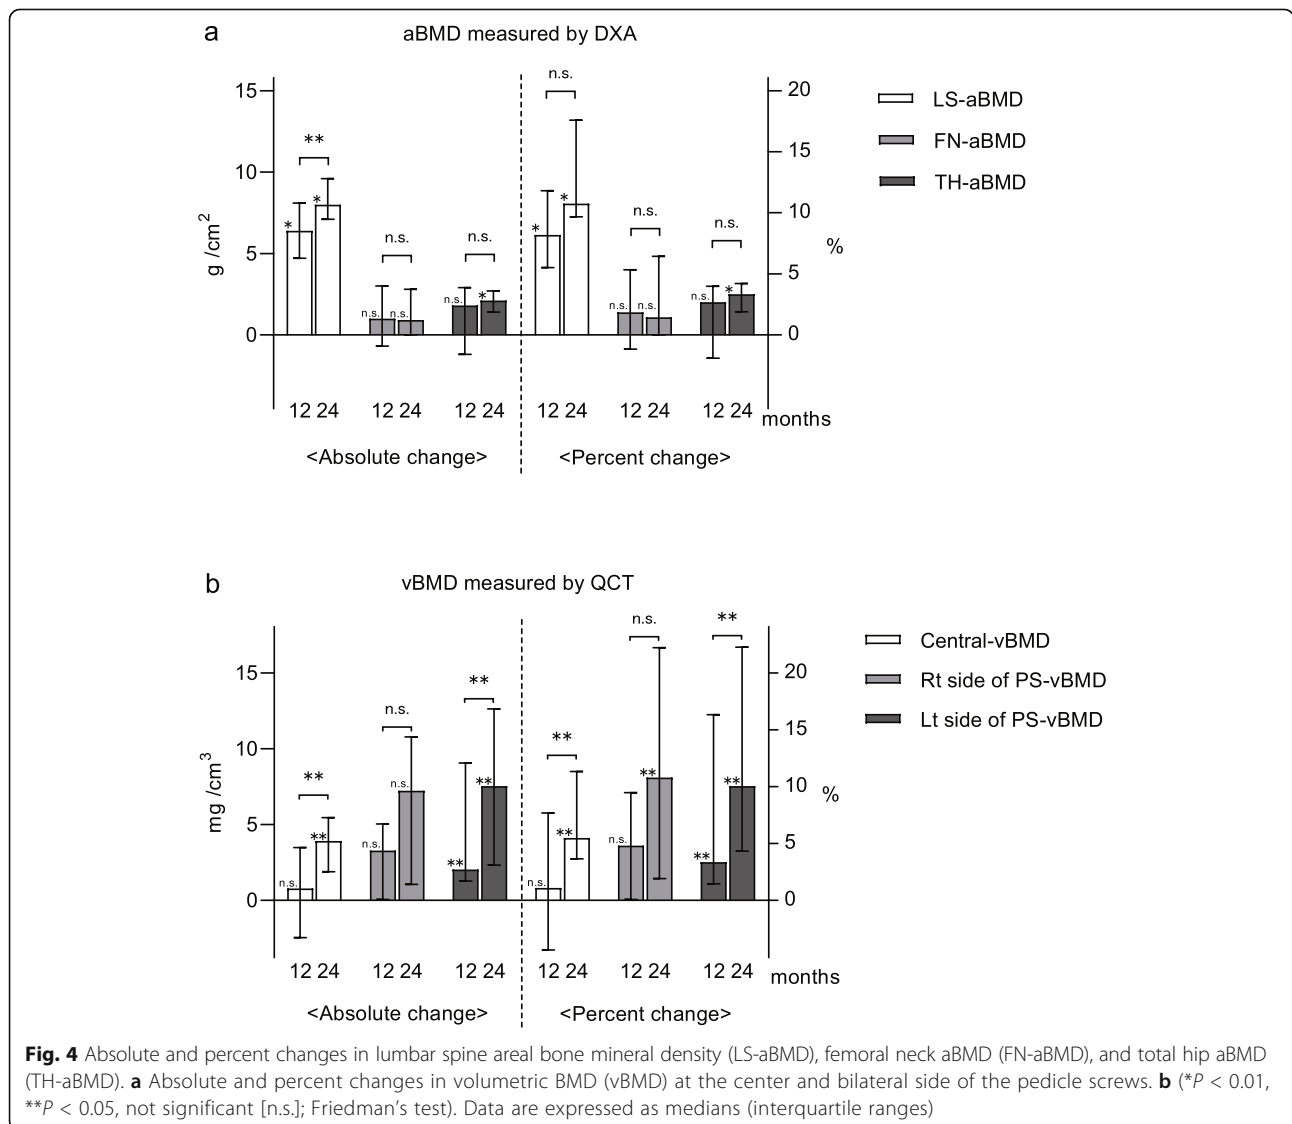 a
aBMD measured by DXA
n.s.
15
20
LS-aBMD
**
FN-aBMD
15
10
TH-aBMD
* * * *
n.s. n.s. n.s. n.s.
10
g /cm2
5
%
n.s. n.s. n.s. * n.s. n.s. n.s. *
5
0
0
12 24 12 24 12 24 12 24 12 24 12 24 months
<Absolute change> <Percent change>
b
vBMD measured by QCT
n.s. **
Central-vBMD
15
20
Rt side of PS-vBMD
**
n.s.
Lt side of PS-vBMD
15
10
** **
n.s. ** ** **
10
mg /cm3
%
5
** n.s. ** ** n.s. **
5
n.s. n.s.
0
0
12 24 12 24 12 24 12 24 12 24 12 24 months
<Absolute change> <Percent change>
Fig. 4 Absolute and percent changes in lumbar spine areal bone mineral density (LS-aBMD), femoral neck aBMD (FN-aBMD), and total hip aBMD
(TH-aBMD). a Absolute and percent changes in volumetric BMD (vBMD) at the center and bilateral side of the pedicle screws. b (*P < 0.01,
**P < 0.05, not significant [n.s.]; Friedman's test). Data are expressed as medians (interquartile ranges)